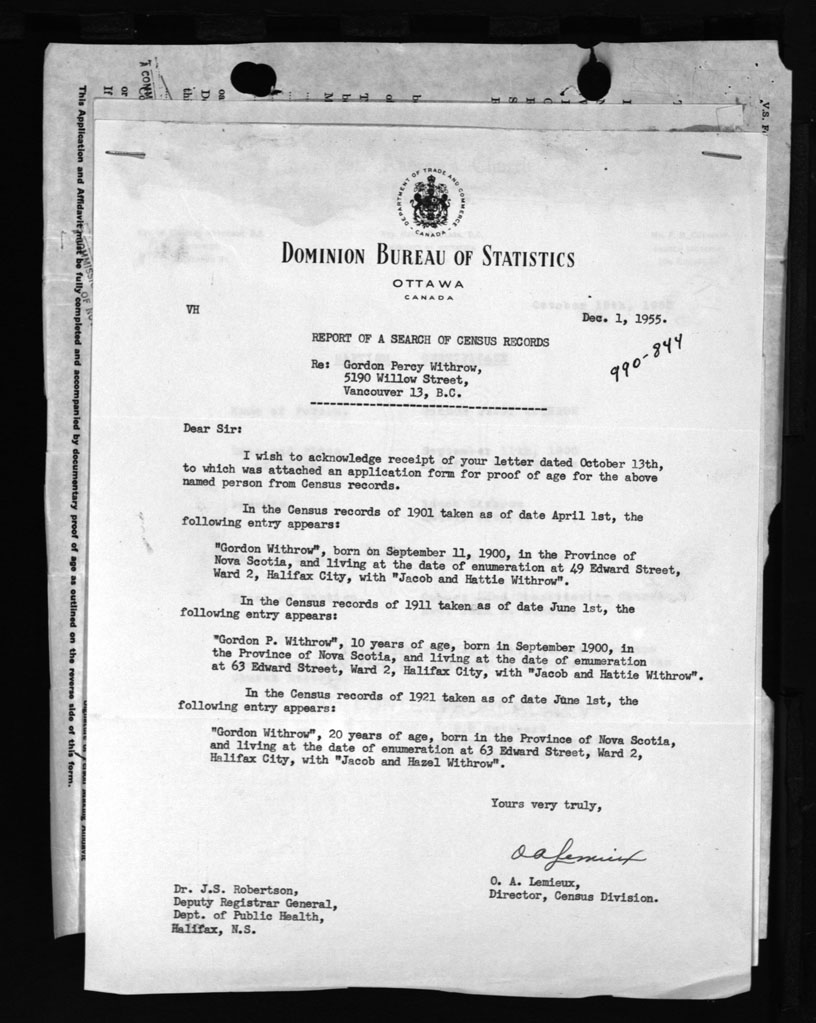 DEPARTMENT OF TRADE AND COMMERCE
CANADA
DOMINION BUREAU OF STATISTICS
OTTAWA
CANADA
VH
Dec. 1, 1955.
REPORT OF A SEARCH OF CENSUS RECORDS
990-844
Re: Gordon Percy Withrow,
5190 Willow Street,
Vancouver 13, B.C.
Dear Sir:
I wish to acknowledge receipt of your letter dated October 13th,
to which was attached an application form for proof of age for the above
named person from Census records.
In the Census records of 1901 taken as of date April 1st, the
following entry appears:
"Gordon Withrow", born on September 11, 1900, in the Province of
Nova Scotia, and living at the date of enumeration at 49 Edward Street,
Ward 2, Halifax City, with "Jacob and Hattie Withrow".
In the Census records of 1911 taken as of date June 1st, the
following entry appears:
"Gordon P. Withrow", 10 years of age, born in September 1900, in
the Province of Nova Scotia, and living at the date of enumeration
at 63 Edward Street, Ward 2, Halifax City, with "Jacob and Hattie Withrow".
In the Census records of 1921 taken as of date June 1st, the
following entry appears:
"Gordon Withrow", 20 years of age, born in the Province of Nova Scotia,
and living at the date of enumeration at 63 Edward Street, Ward 2,
Halifax City, with "Jacob and Hazel Withrow".
Yours very truly,
O A Lemieux
O. A. Lemieux,
Director, Census Division.
Dr. J.S. Robertson,
Deputy Registrar General,
Dept. of Public Health,
Halifax, N.S.
This Application and Affidavit must be fully completed and accompanied by documentary proof of age as outlined on the reverse side of this form.